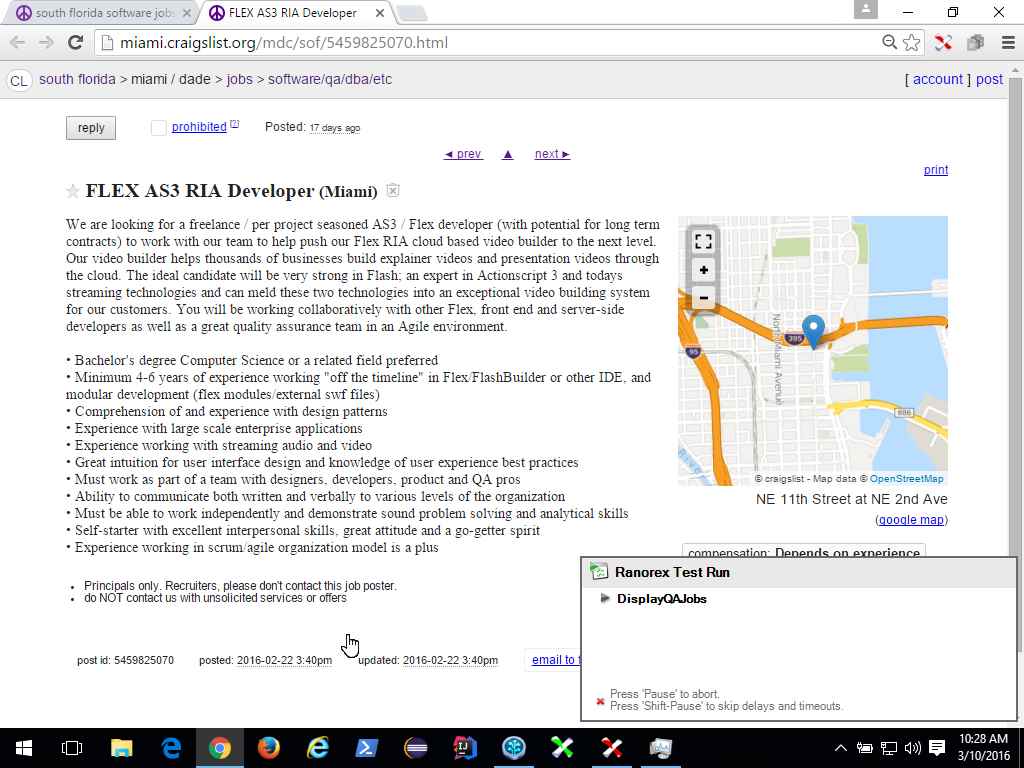 south florida software jobs
FLEX AS3 RIA Developer
miami.craigslist.org/mdc/sof/5459825070.html
CL south florida > miami / dade > jobs > software/qa/dba/etc
[ account ] post
reply prohibited [?] Posted: 17 days ago
◄ prev ▲ next ►
print
FLEX AS3 RIA Developer (Miami)
We are looking for a freelance / per project seasoned AS3 / Flex developer (with potential for long term
contracts) to work with our team to help push our Flex RIA cloud based video builder to the next level.
Our video builder helps thousands of businesses build explainer videos and presentation videos through
the cloud. The ideal candidate will be very strong in Flash; an expert in Actionscript 3 and todays
streaming technologies and can meld these two technologies into an exceptional video building system
for our customers. You will be working collaboratively with other Flex, front end and server-side
developers as well as a great quality assurance team in an Agile environment.
• Bachelor's degree Computer Science or a related field preferred
• Minimum 4-6 years of experience working "off the timeline" in Flex/FlashBuilder or other IDE, and
modular development (flex modules/external swf files)
• Comprehension of and experience with design patterns
• Experience with large scale enterprise applications
• Experience working with streaming audio and video
• Great intuition for user interface design and knowledge of user experience best practices
• Must work as part of a team with designers, developers, product and QA pros
• Ability to communicate both written and verbally to various levels of the organization
• Must be able to work independently and demonstrate sound problem solving and analytical skills
• Self-starter with excellent interpersonal skills, great attitude and a go-getter spirit
• Experience working in scrum/agile organization model is a plus
• Principals only. Recruiters, please don't contact this job poster.
• do NOT contact us with unsolicited services or offers
post id: 5459825070 posted: 2016-02-22 3:40pm updated: 2016-02-22 3:40pm email to f
+
−
North Miami Avenue
395
95
886
River
© craigslist - Map data © OpenStreetMap
NE 11th Street at NE 2nd Ave
(google map)
compensation: Depends on experience
Ranorex Test Run
DisplayQAJobs
Press 'Pause' to abort.
Press 'Shift-Pause' to skip delays and timeouts.
10:28 AM
3/10/2016